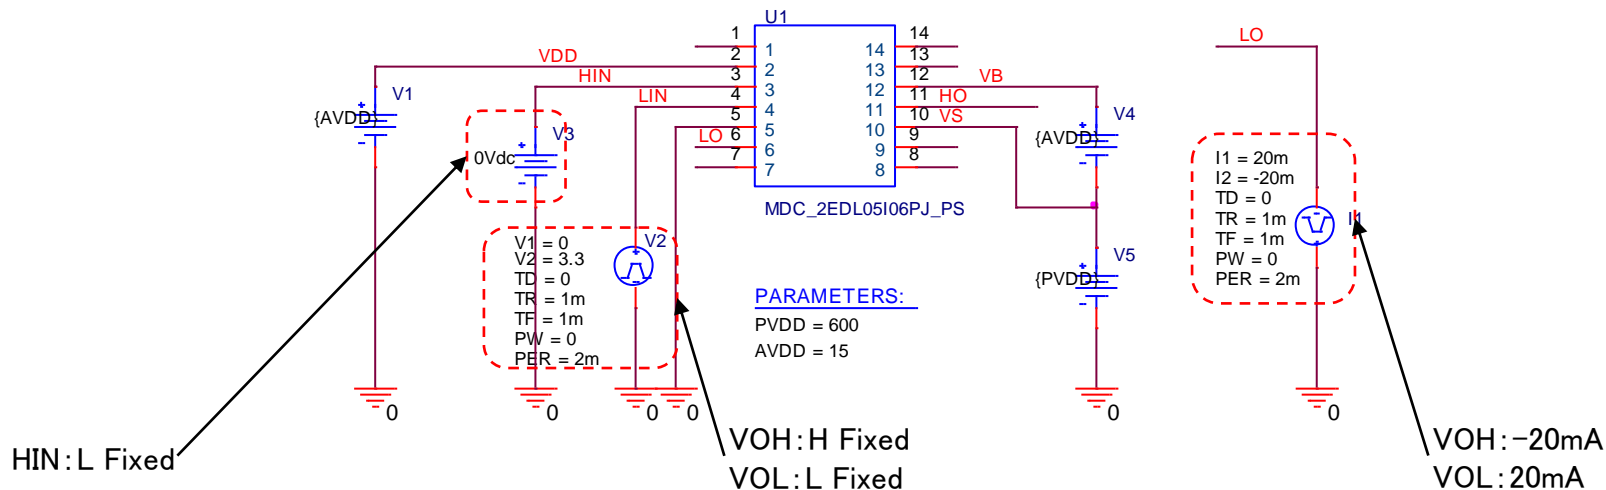 U1
1
2
3
4
5
6
7
1
2
3
4
5
6
7
14
13
12
11
10
9
8
14
13
12
11
10
9
8
MDC_2EDL05I06PJ_PS
VDD
HIN
LIN
LO
VB
HO
VS
LO
V1
{AVDD}
V3
0Vdc
V2
V1 = 0
V2 = 3.3
TD = 0
TR = 1m
TF = 1m
PW = 0
PER = 2m
V4
{AVDD}
V5
{PVDD}
PARAMETERS:
PVDD = 600
AVDD = 15
I1 = 20m
I2 = -20m
TD = 0
TR = 1m
TF = 1m
PW = 0
PER = 2m
I1
0
0
0
0
0
0
HIN:L Fixed
VOH:H Fixed
VOL:L Fixed
VOH:-20mA
VOL:20mA